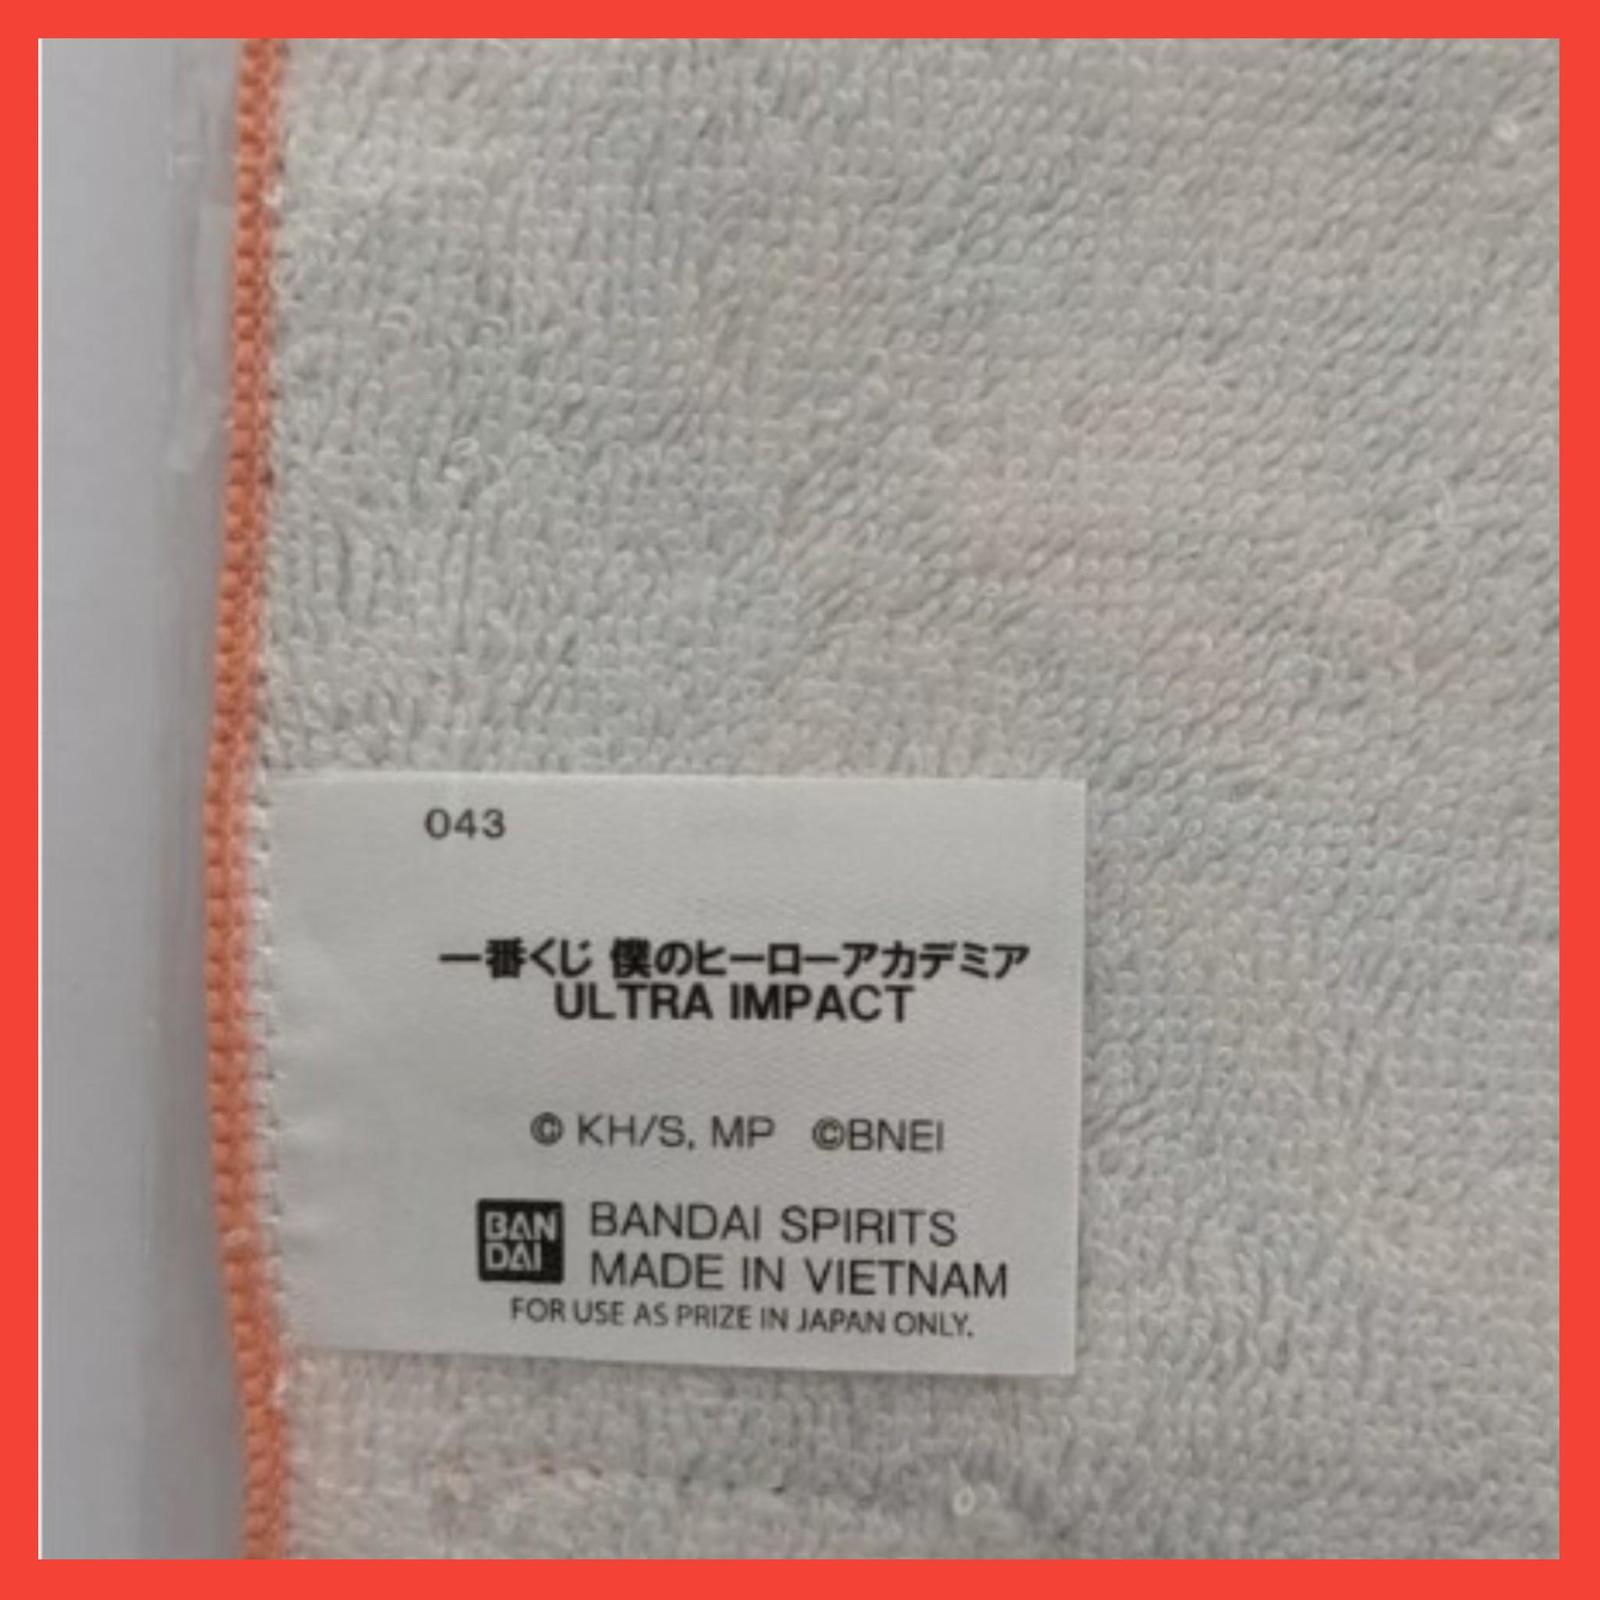 043
一番くじ 僕のヒーローアカデミア
ULTRA IMPACT
© KH/S, MP ©BNEI
BAN
DAI
BANDAI SPIRITS
MADE IN VIETNAM
FOR USE AS PRIZE IN JAPAN ONLY.